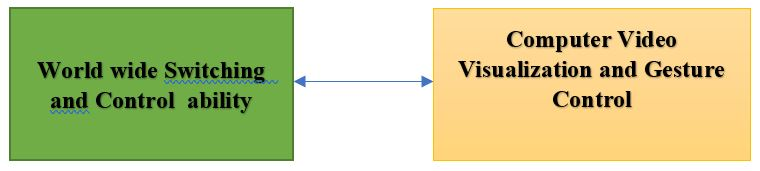 World wide Switching
and Control  ability
Computer Video
Visualization and Gesture
Control